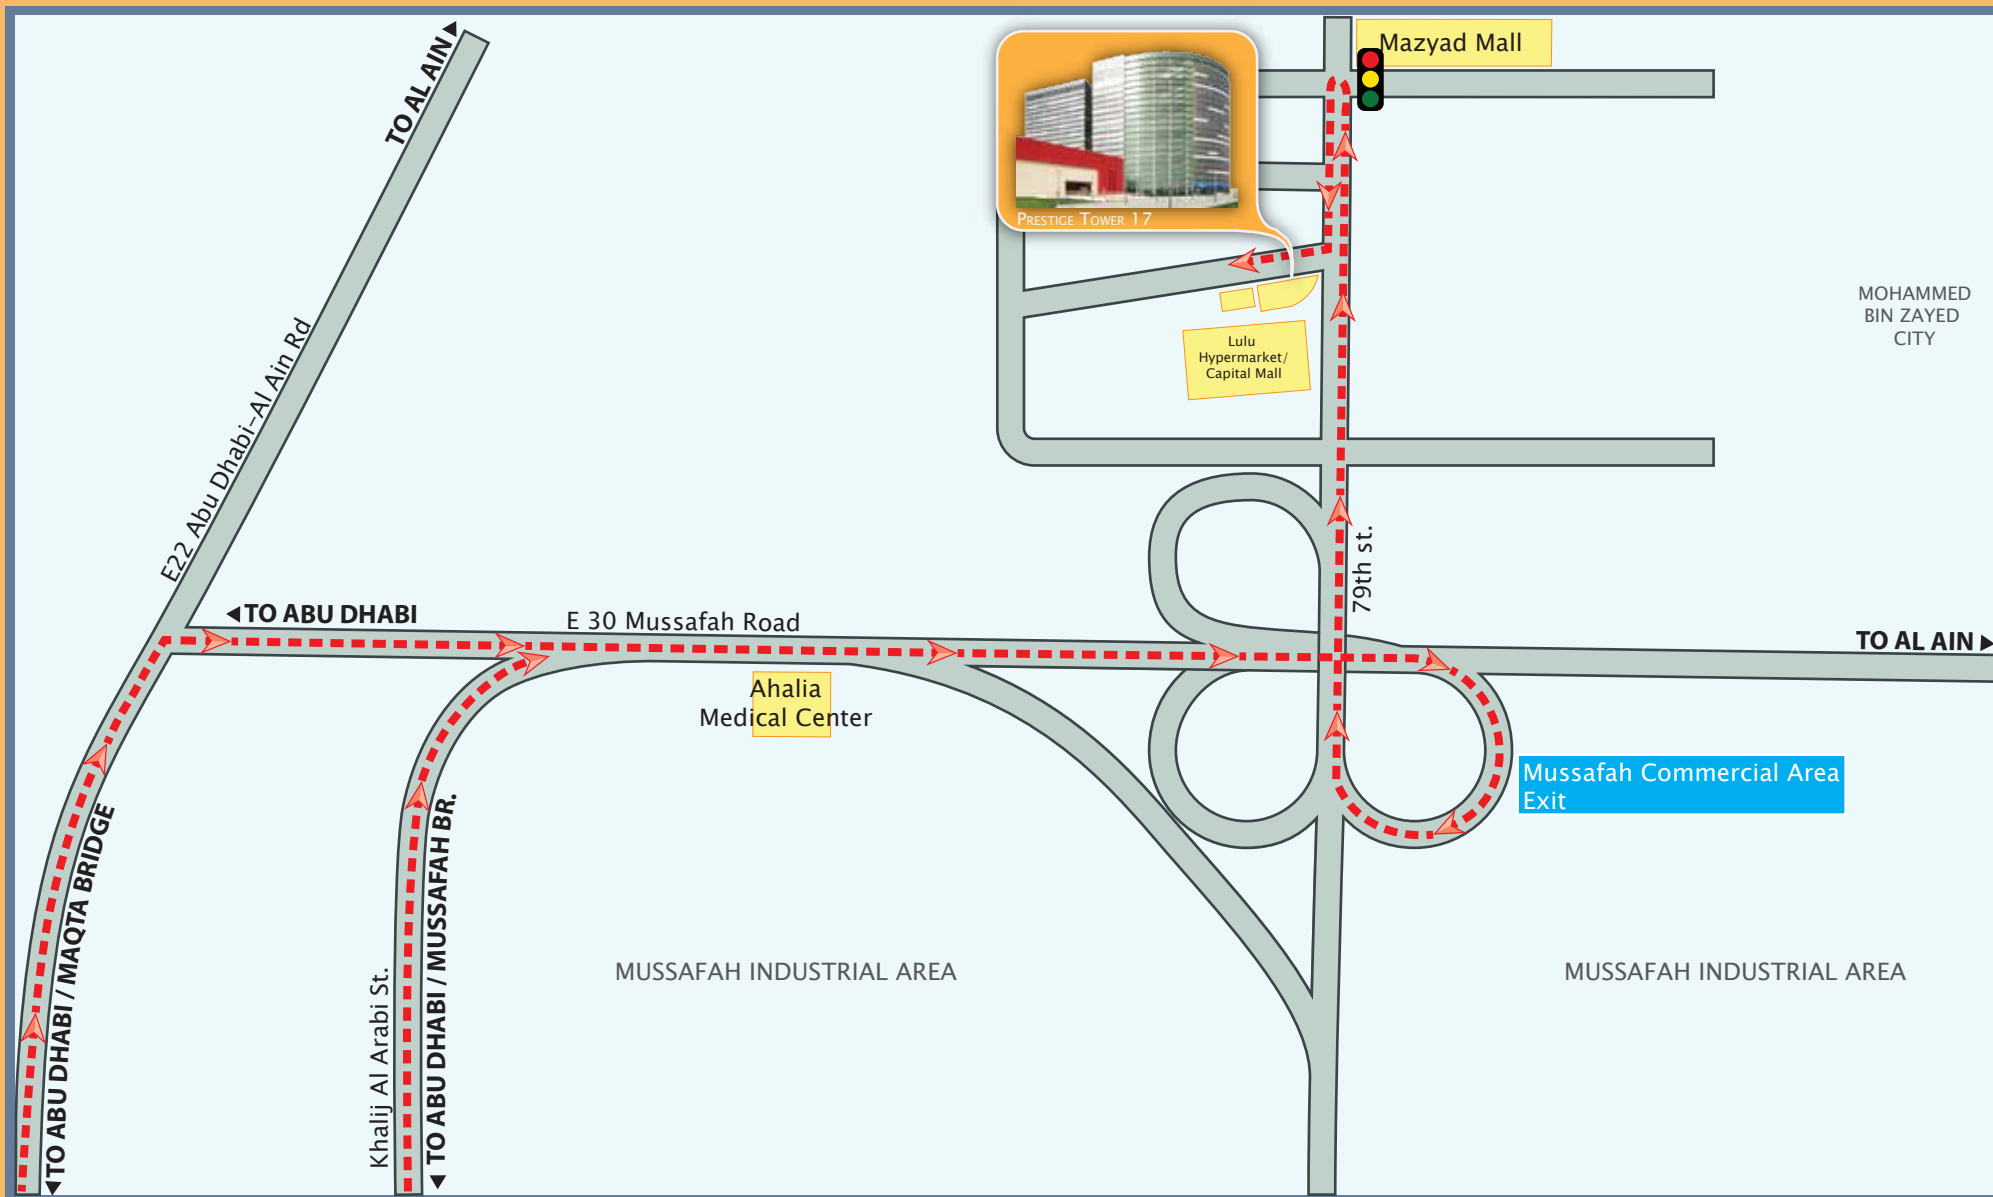 Mazyad Mall
TO AL AIN
PRESTIGE TOWER 17
MOHAMMED
BIN ZAYED
CITY
Lulu
Hypermarket/
Capital Mall
E22 Abu Dhabi-Al Ain Rd
79th st.
TO ABU DHABI
E 30 Mussafah Road
TO AL AIN
Ahalia
Medical Center
Mussafah Commercial Area
Exit
TO ABU DHABI / MAQTA BRIDGE
Khalij Al Arabi St.
TO ABU DHABI / MUSSAFAH BR.
MUSSAFAH INDUSTRIAL AREA
MUSSAFAH INDUSTRIAL AREA